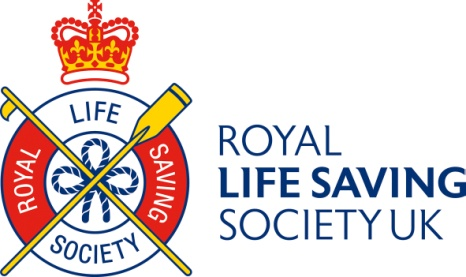 LIFE
ROYAL
SAVING
SOCIETY
ROYAL
LIFE SAVING
SOCIETY UK